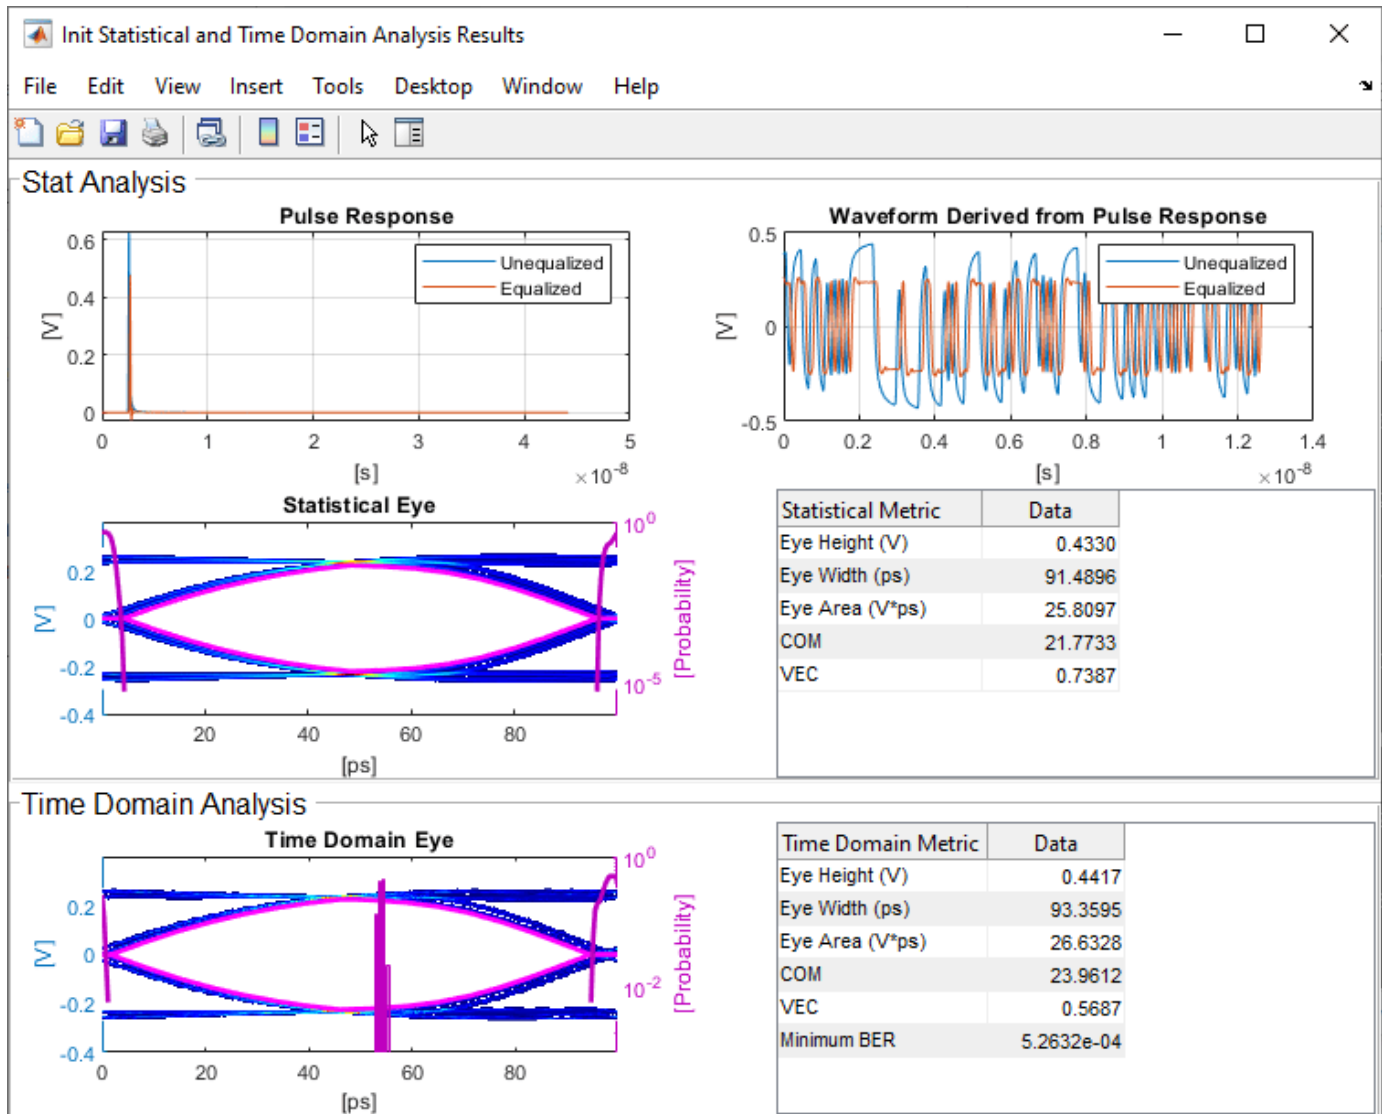 Init Statistical and Time Domain Analysis Results
File Edit View Insert Tools Desktop Window Help
Stat Analysis
Pulse Response
0.6
0.4
0.2
0
[V]
Unequalized
Equalized
0 1 2 3 4 5
[s]
×10-8
Waveform Derived from Pulse Response
0.5
0
-0.5
[V]
Unequalized
Equalized
0 0.2 0.4 0.6 0.8 1 1.2 1.4
[s]
×10-8
Statistical Eye
0.2
0
-0.2
-0.4
[V]
100
10-5
[Probability]
20 40 60 80
[ps]
Statistical Metric Data
Eye Height (V) 0.4330
Eye Width (ps) 91.4896
Eye Area (V*ps) 25.8097
COM 21.7733
VEC 0.7387
Time Domain Analysis
Time Domain Eye
0.2
0
-0.2
-0.4
[V]
100
10-2
[Probability]
0 20 40 60 80
[ps]
Time Domain Metric Data
Eye Height (V) 0.4417
Eye Width (ps) 93.3595
Eye Area (V*ps) 26.6328
COM 23.9612
VEC 0.5687
Minimum BER 5.2632e-04